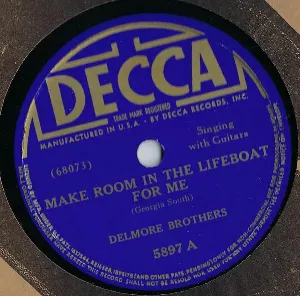 DECCA
TRADE MARK REGISTERED
MANUFACTURED IN U.S.A. BY DECCA RECORDS, INC.
(68073)
Singing
with Guitars
MAKE ROOM IN THE LIFEBOAT
FOR ME
(Georgia South)
DELMORE BROTHERS
5897 A